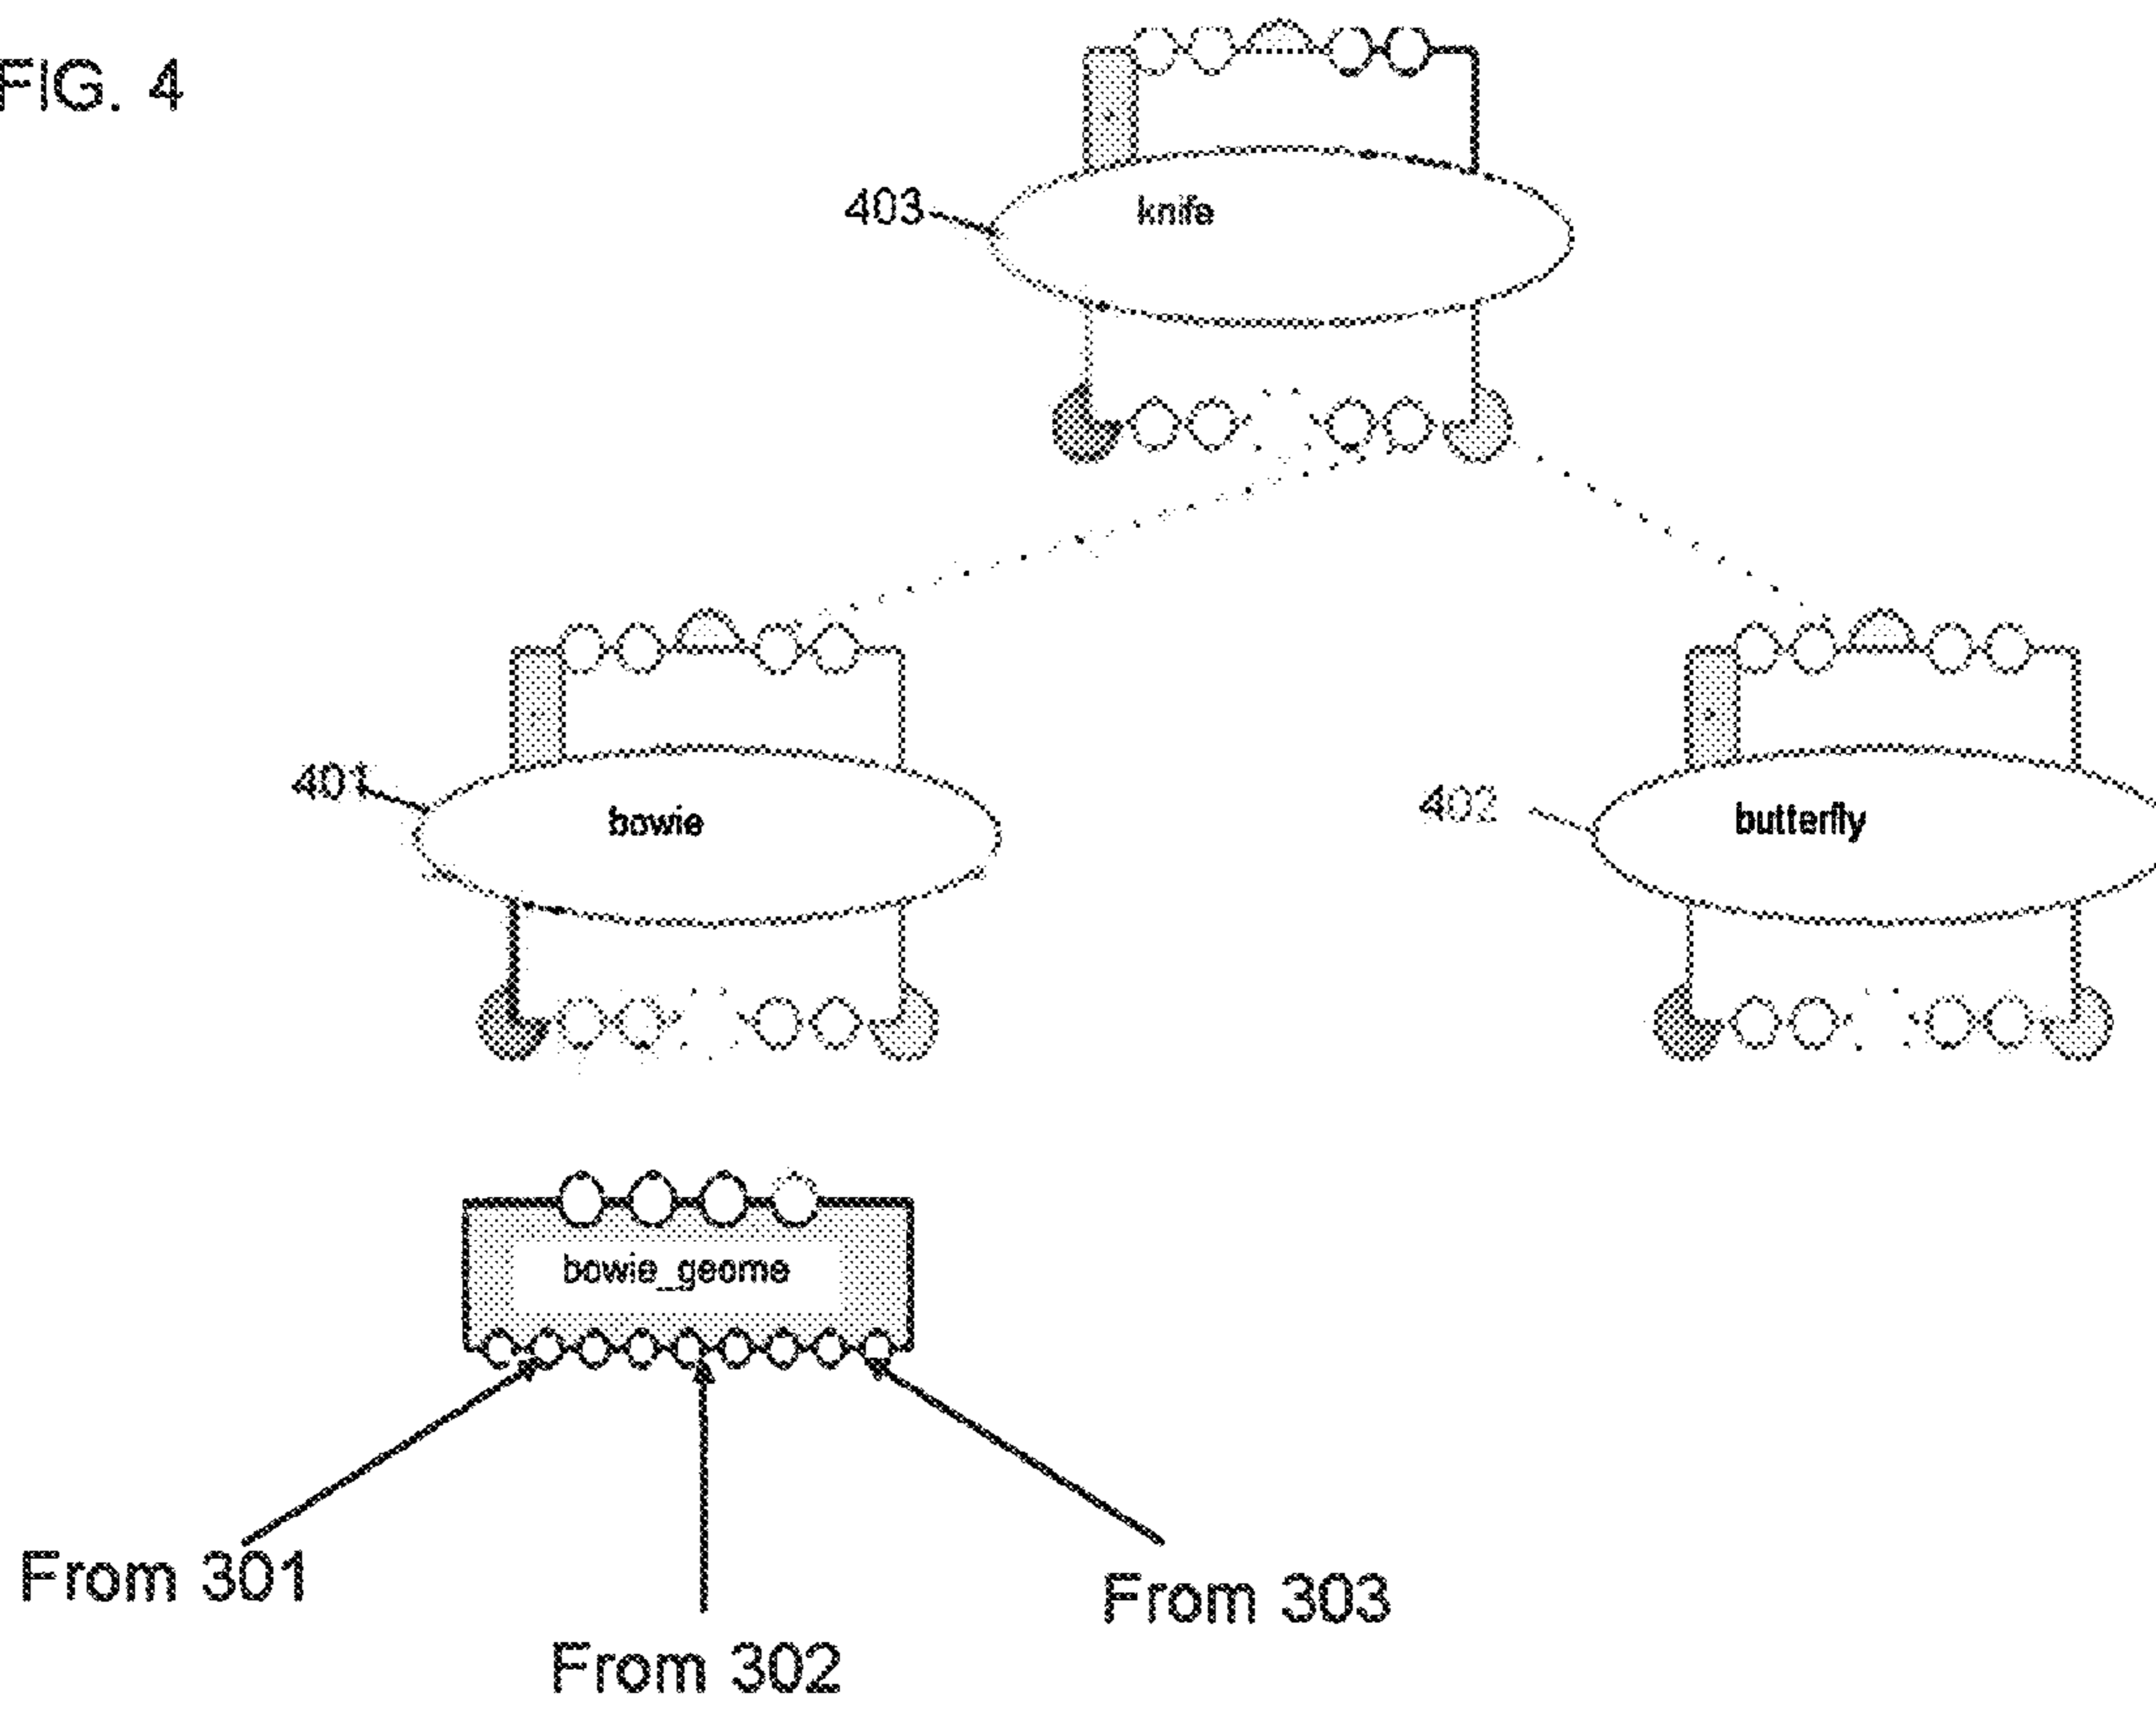 FIG. 4
403
knife
401
bowie
402
butterfly
bowie_geome
From 301
From 302
From 303